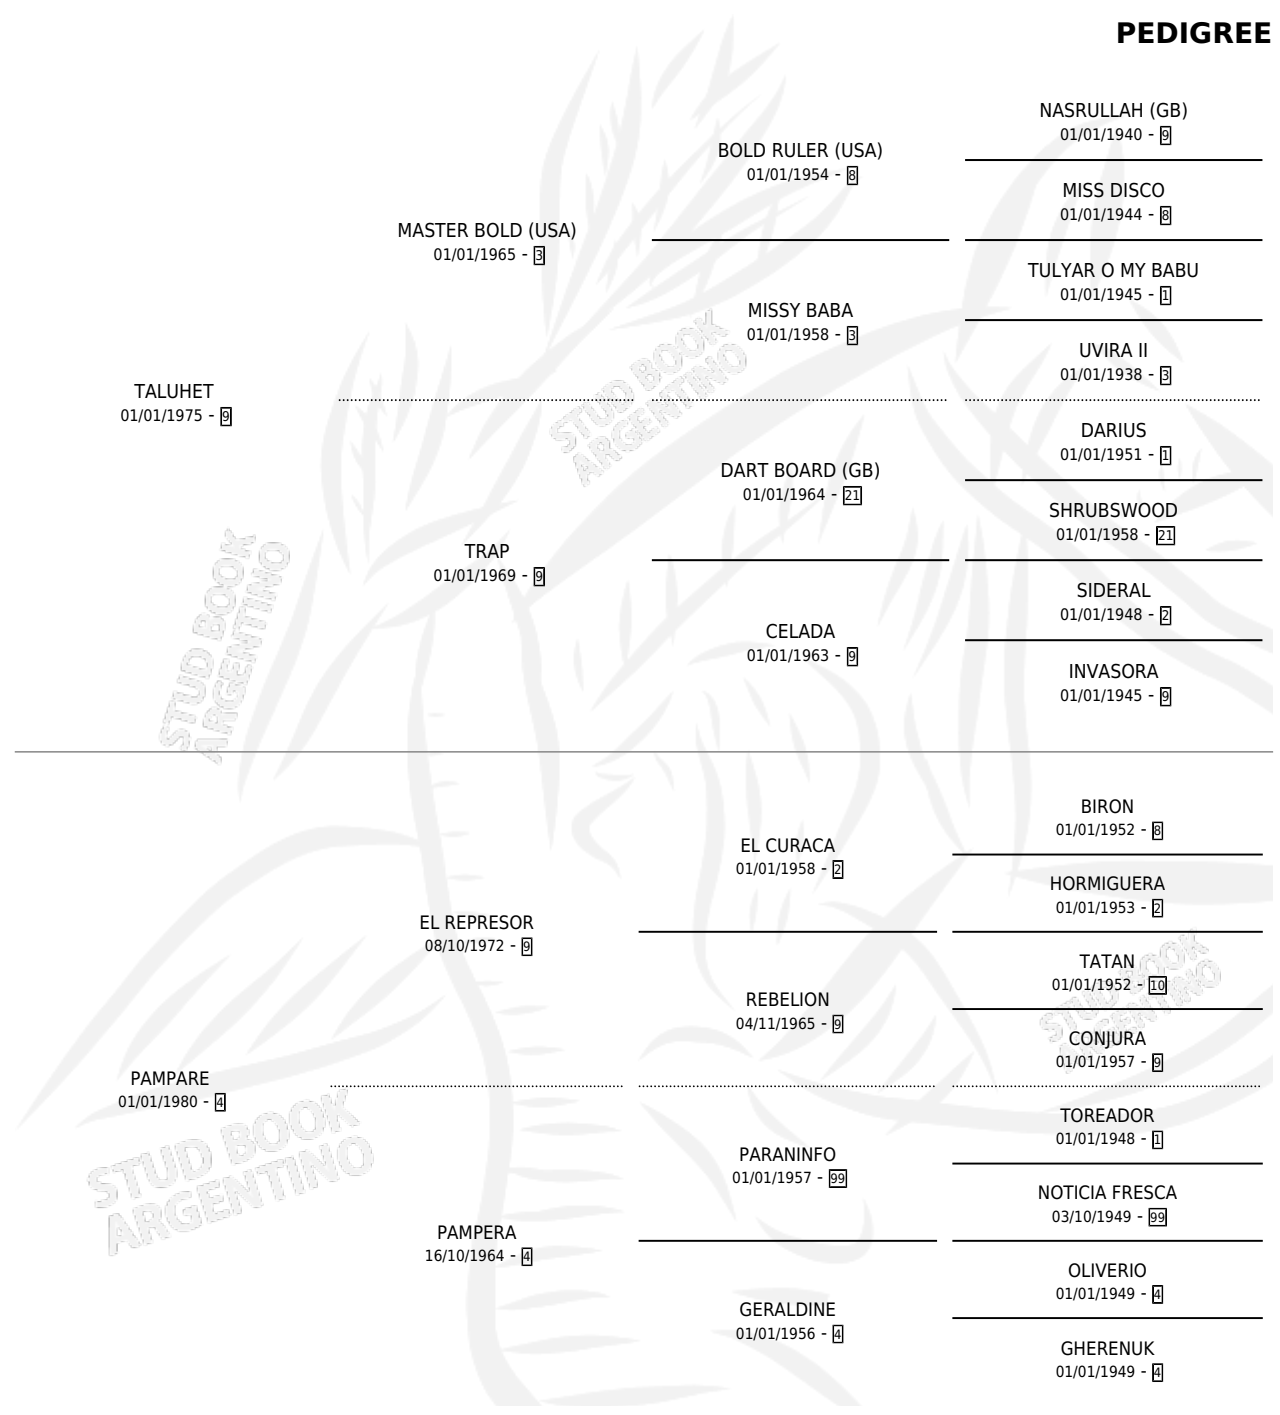 PEDIGREE
NASRULLAH (GB)
01/01/1940 - 9
BOLD RULER (USA)
01/01/1954 - 8
MISS DISCO
01/01/1944 - 8
MASTER BOLD (USA)
01/01/1965 - 3
TULYAR O MY BABU
01/01/1945 - 1
MISSY BABA
01/01/1958 - 3
UVIRA II
01/01/1938 - 3
TALUHET
01/01/1975 - 9
DARIUS
01/01/1951 - 1
DART BOARD (GB)
01/01/1964 - 21
SHRUBSWOOD
01/01/1958 - 21
TRAP
01/01/1969 - 9
SIDERAL
01/01/1948 - 2
CELADA
01/01/1963 - 9
INVASORA
01/01/1945 - 9
BIRON
01/01/1952 - 8
EL CURACA
01/01/1958 - 2
HORMIGUERA
01/01/1953 - 2
EL REPRESOR
08/10/1972 - 9
TATAN
01/01/1952 - 10
REBELION
04/11/1965 - 9
CONJURA
01/01/1957 - 9
PAMPARE
01/01/1980 - 4
TOREADOR
01/01/1948 - 1
PARANINFO
01/01/1957 - 99
NOTICIA FRESCA
03/10/1949 - 99
PAMPERA
16/10/1964 - 4
OLIVERIO
01/01/1949 - 4
GERALDINE
01/01/1956 - 4
GHERENUK
01/01/1949 - 4
STUD BOOK
ARGENTINO
STUD BOOK
ARGENTINO
STUD BOOK
ARGENTINO
STUD BOOK
ARGENTINO